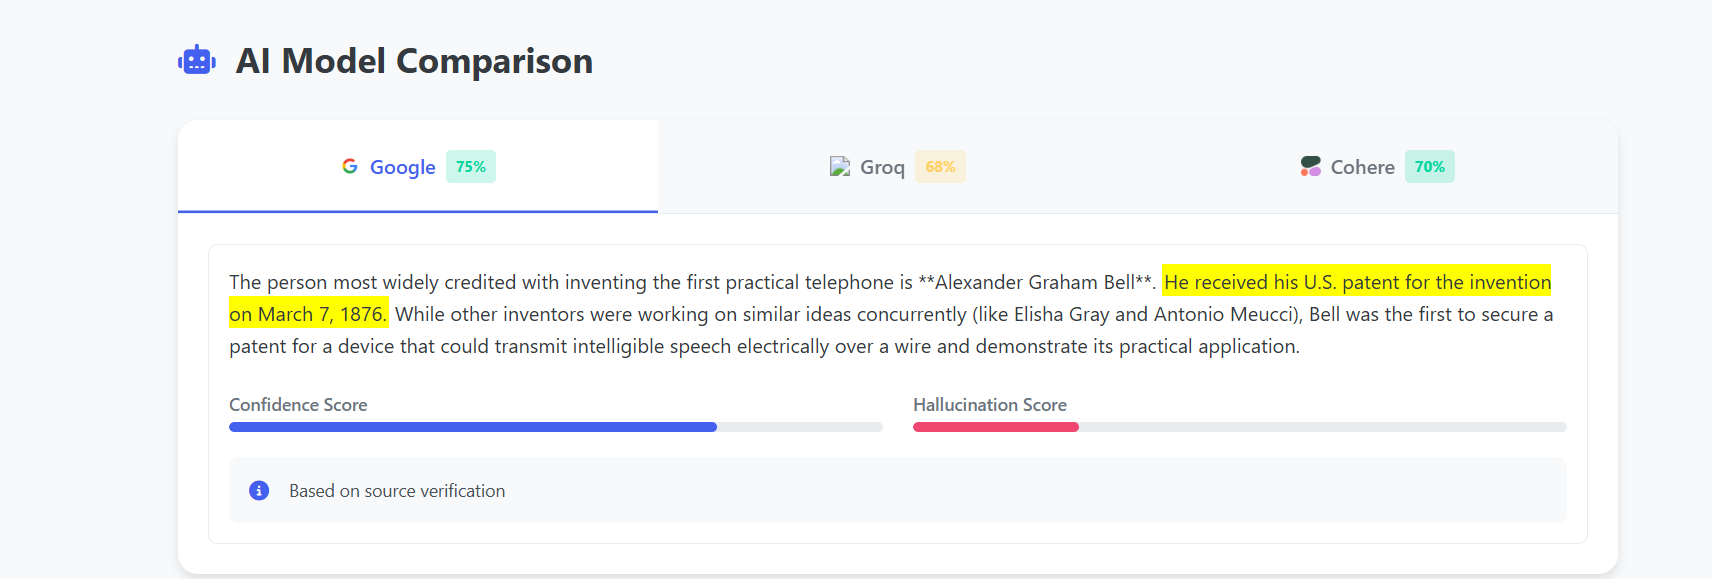 AI Model Comparison
Google 75%
Groq 68%
Cohere 70%
The person most widely credited with inventing the first practical telephone is **Alexander Graham Bell**. He received his U.S. patent for the invention
on March 7, 1876. While other inventors were working on similar ideas concurrently (like Elisha Gray and Antonio Meucci), Bell was the first to secure a
patent for a device that could transmit intelligible speech electrically over a wire and demonstrate its practical application.
Confidence Score
Hallucination Score
Based on source verification